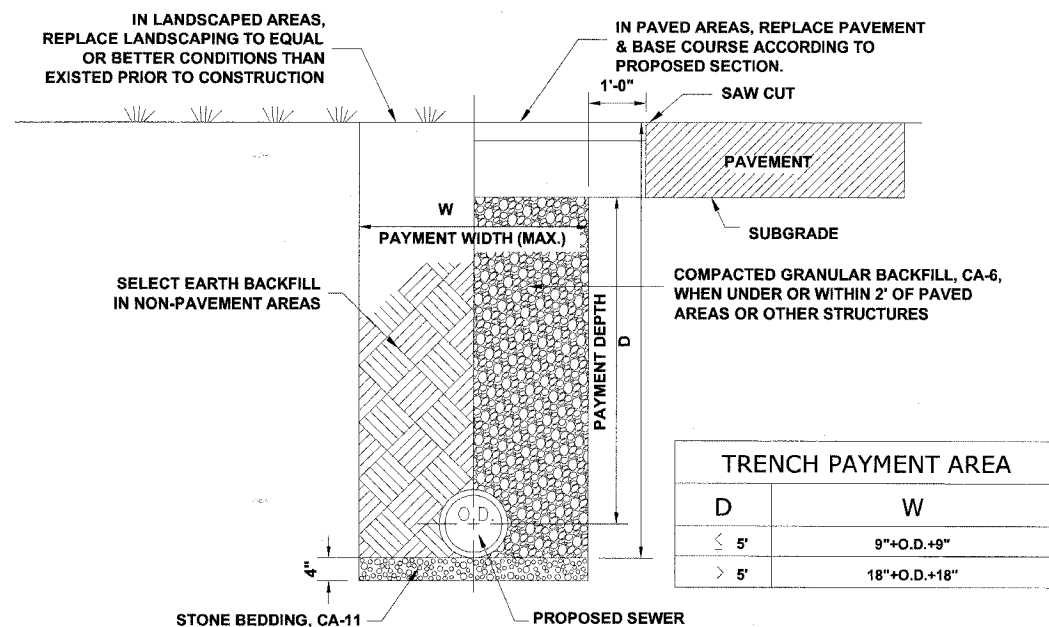 IN LANDSCAPED AREAS,
REPLACE LANDSCAPING TO EQUAL
OR BETTER CONDITIONS THAN
EXISTED PRIOR TO CONSTRUCTION
IN PAVED AREAS, REPLACE PAVEMENT
& BASE COURSE ACCORDING TO
PROPOSED SECTION.
1'-0"
SAW CUT
PAVEMENT
W
PAYMENT WIDTH (MAX.)
SUBGRADE
SELECT EARTH BACKFILL
IN NON-PAVEMENT AREAS
COMPACTED GRANULAR BACKFILL, CA-6,
WHEN UNDER OR WITHIN 2' OF PAVED
AREAS OR OTHER STRUCTURES
PAYMENT DEPTH
D
TRENCH PAYMENT AREA
D W
≤ 5' 9"+O.D.+9"
> 5' 18"+O.D.+18"
O.D.
4"
STONE BEDDING, CA-11
PROPOSED SEWER